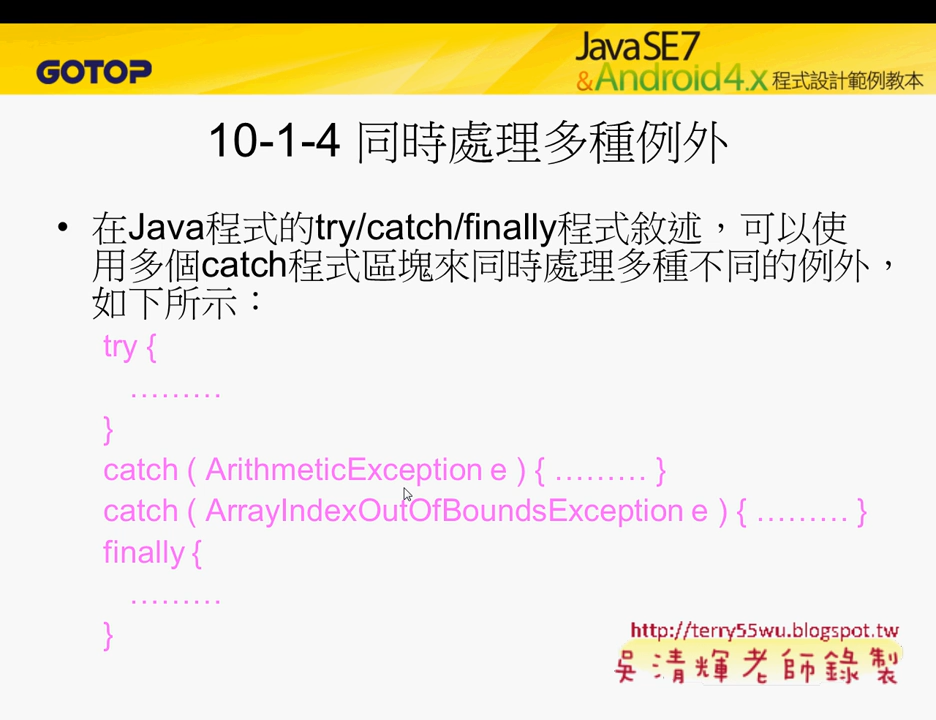 GOTOP
Java SE7
&Android4.x 程式設計範例教本
10-1-4 同時處理多種例外
• 在Java程式的try/catch/finally程式敘述，可以使
用多個catch程式區塊來同時處理多種不同的例外，
如下所示：
try {
………
}
catch ( ArithmeticException e ) { ……… }
catch ( ArrayIndexOutOfBoundsException e ) { ……… }
finally {
………
}
http://terry55wu.blogspot.tw
吳清輝老師錄製